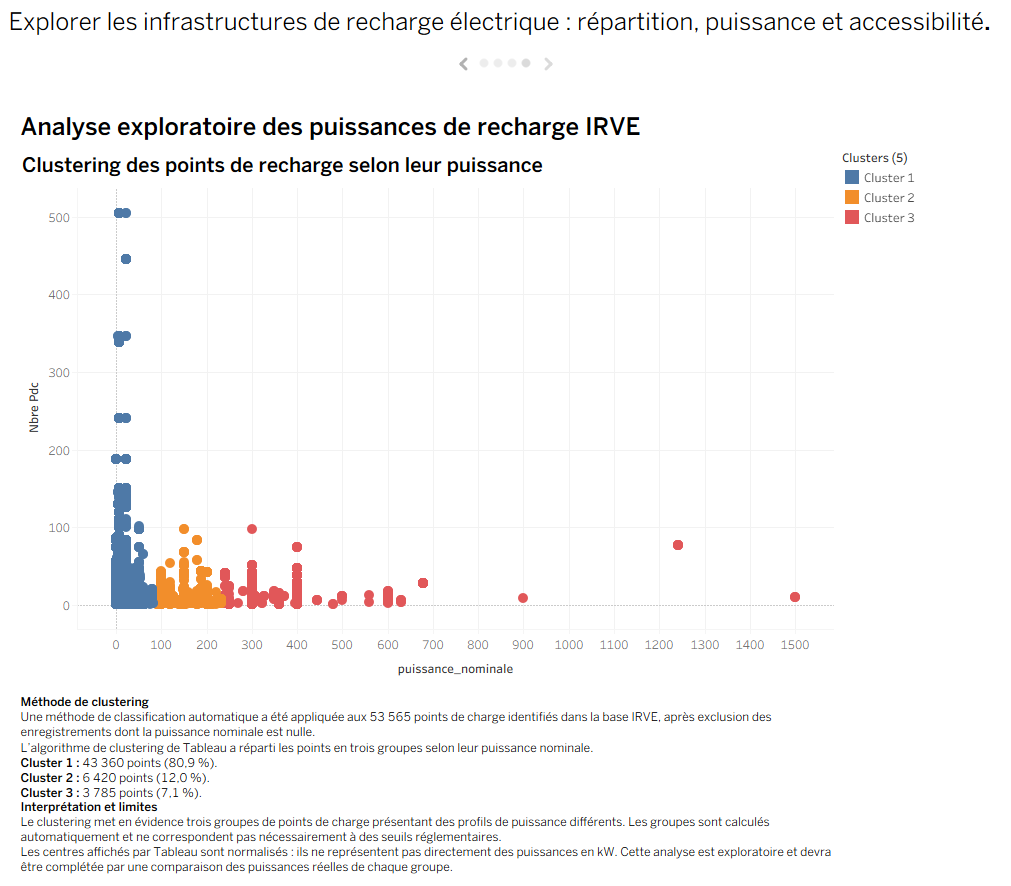 Explorer les infrastructures de recharge électrique : répartition, puissance et accessibilité.
Analyse exploratoire des puissances de recharge IRVE
Clustering des points de recharge selon leur puissance
Clusters (5)
Cluster 1
Cluster 2
Cluster 3
Nbre Pdc
500
400
300
200
100
0
0 100 200 300 400 500 600 700 800 900 1000 1100 1200 1300 1400 1500
puissance_nominale
Méthode de clustering
Une méthode de classification automatique a été appliquée aux 53 565 points de charge identifiés dans la base IRVE, après exclusion des
enregistrements dont la puissance nominale est nulle.
L'algorithme de clustering de Tableau a réparti les points en trois groupes selon leur puissance nominale.
Cluster 1 : 43 360 points (80,9 %).
Cluster 2 : 6 420 points (12,0 %).
Cluster 3 : 3 785 points (7,1 %).
Interprétation et limites
Le clustering met en évidence trois groupes de points de charge présentant des profils de puissance différents. Les groupes sont calculés
automatiquement et ne correspondent pas nécessairement à des seuils réglementaires.
Les centres affichés par Tableau sont normalisés : ils ne représentent pas directement des puissances en kW. Cette analyse est exploratoire et devra
être complétée par une comparaison des puissances réelles de chaque groupe.